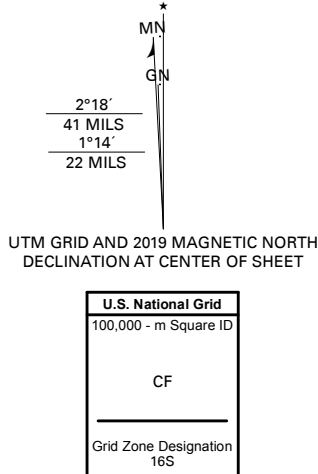 MN
GN
2°18´
41 MILS
1°14´
22 MILS
UTM GRID AND 2019 MAGNETIC NORTH
DECLINATION AT CENTER OF SHEET
U.S. National Grid
100,000 - m Square ID
CF
Grid Zone Designation
16S